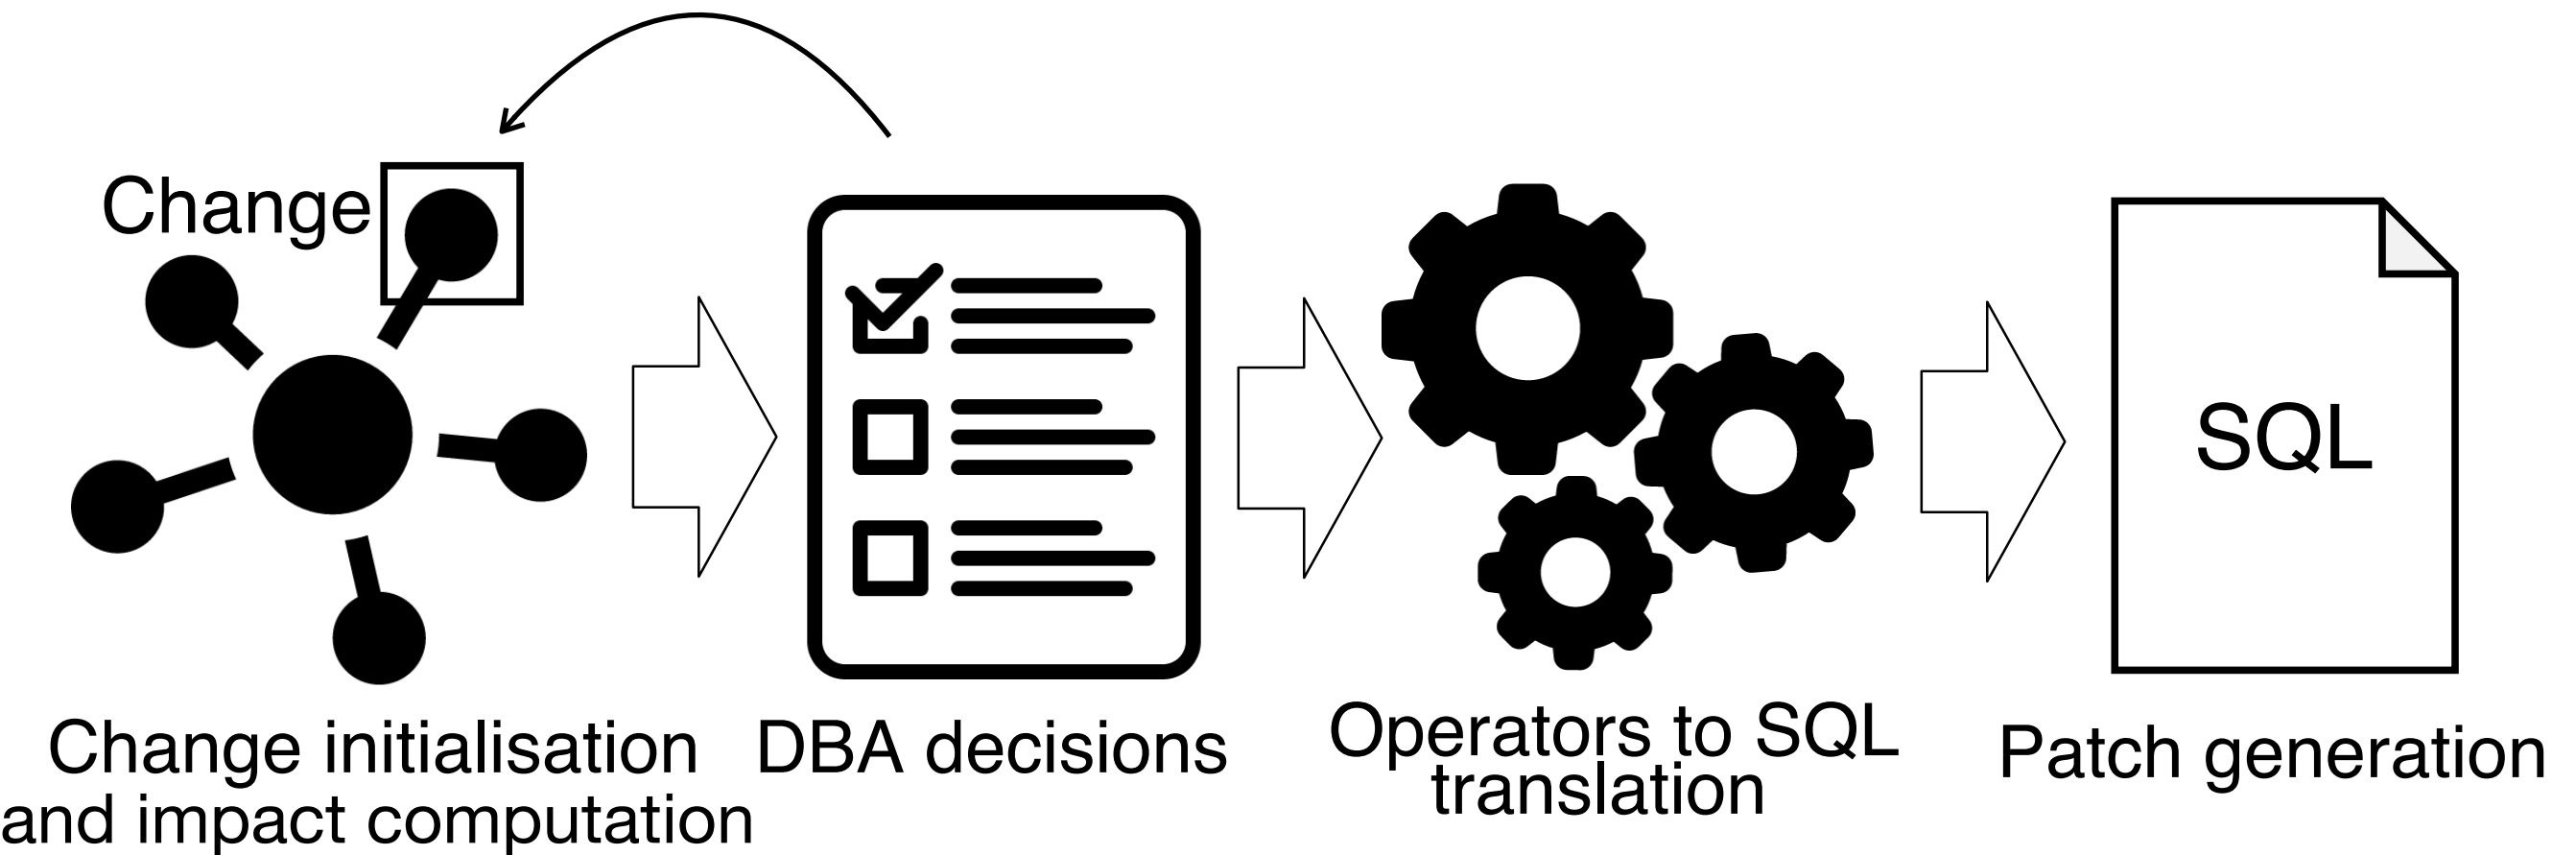 Change
SQL
Change initialisation
and impact computation
DBA decisions
Operators to SQL
translation
Patch generation